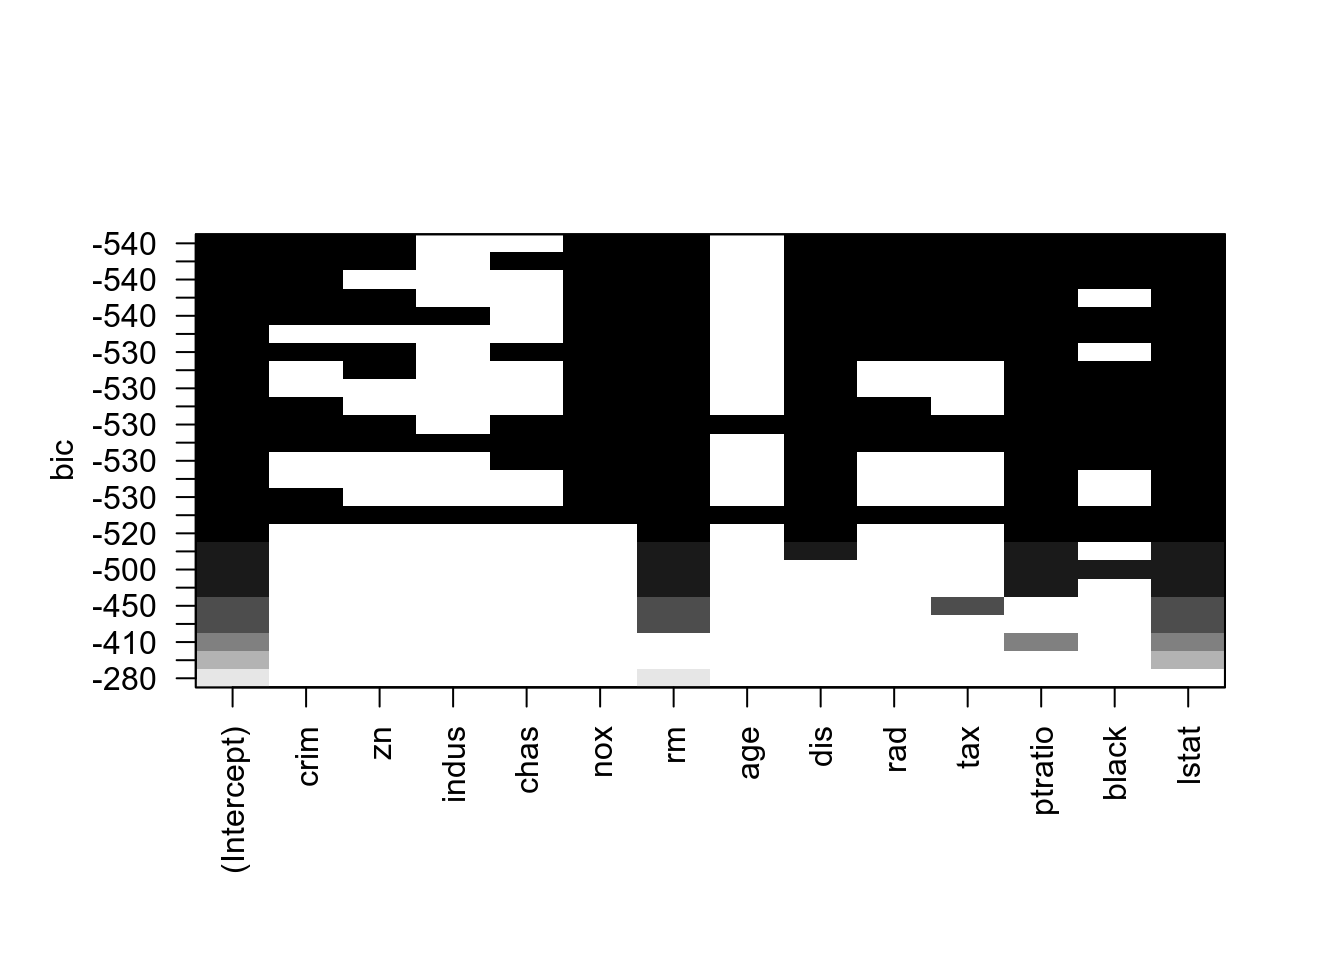 -540
-540
-540
-530
-530
-530
-530
-530
-520
-500
-450
-410
-280
bic
(Intercept)
crim
zn
indus
chas
nox
rm
age
dis
rad
tax
ptratio
black
lstat